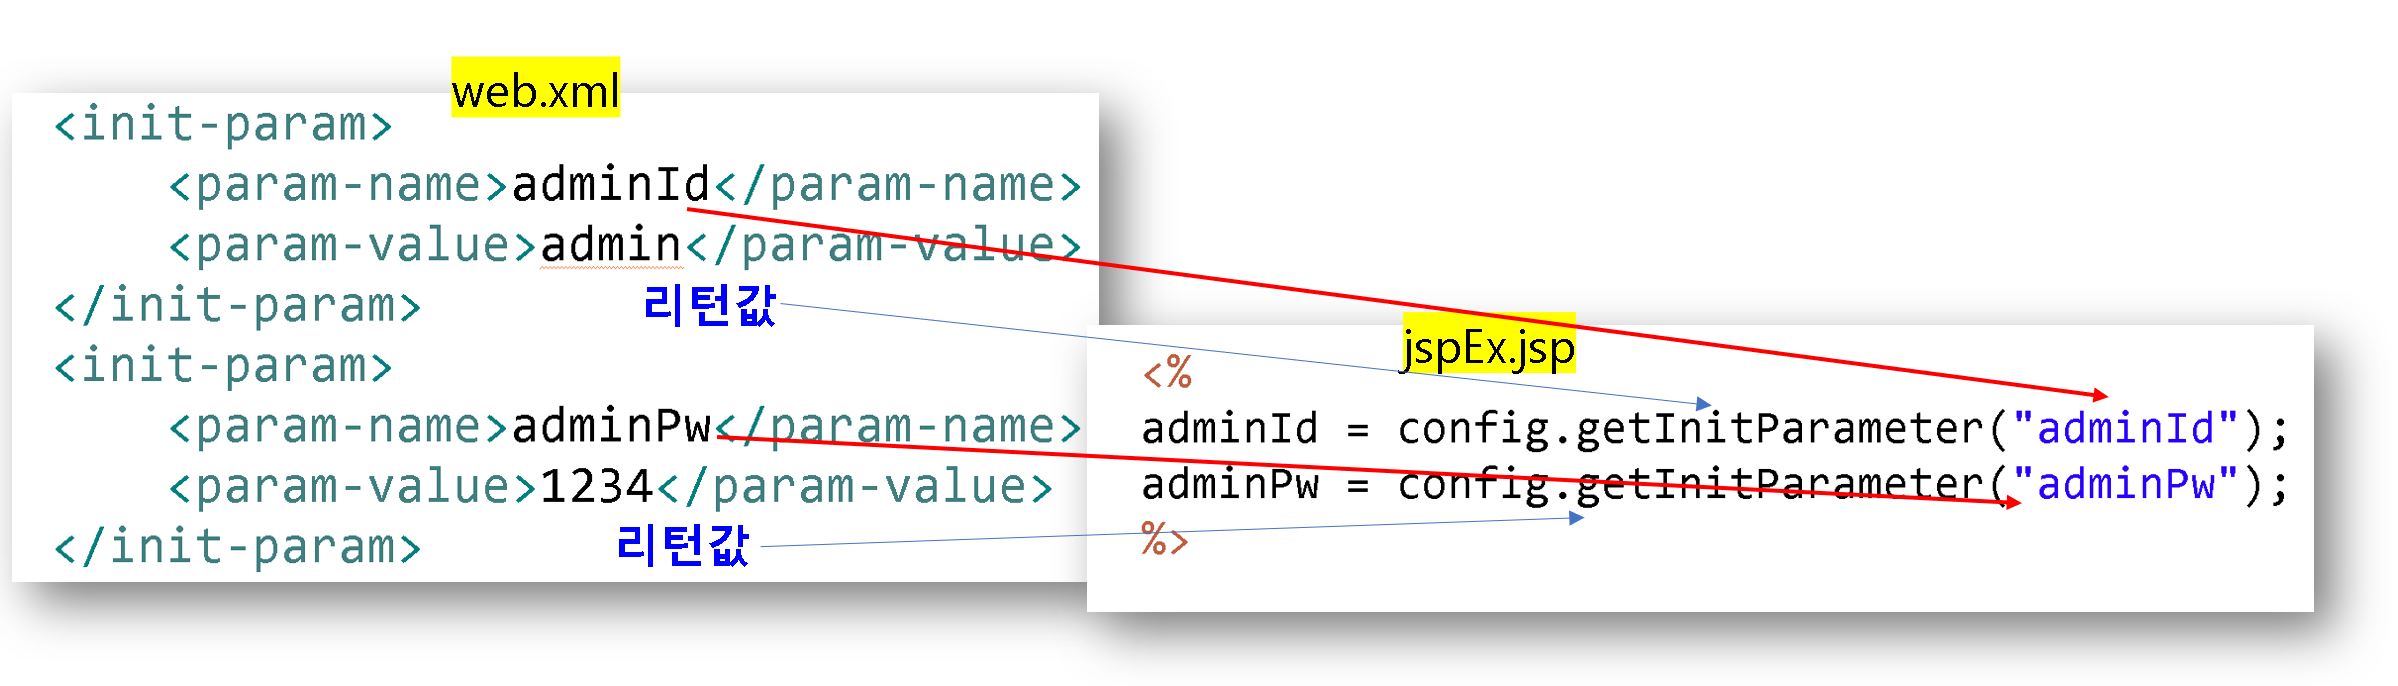 web.xml
<init-param>
    <param-name>adminId</param-name>
    <param-value>admin</param-value>
</init-param>
리턴값
<init-param>
    <param-name>adminPw</param-name>
    <param-value>1234</param-value>
</init-param>
리턴값
jspEx.jsp
<%
adminId = config.getInitParameter("adminId");
adminPw = config.getInitParameter("adminPw");
%>